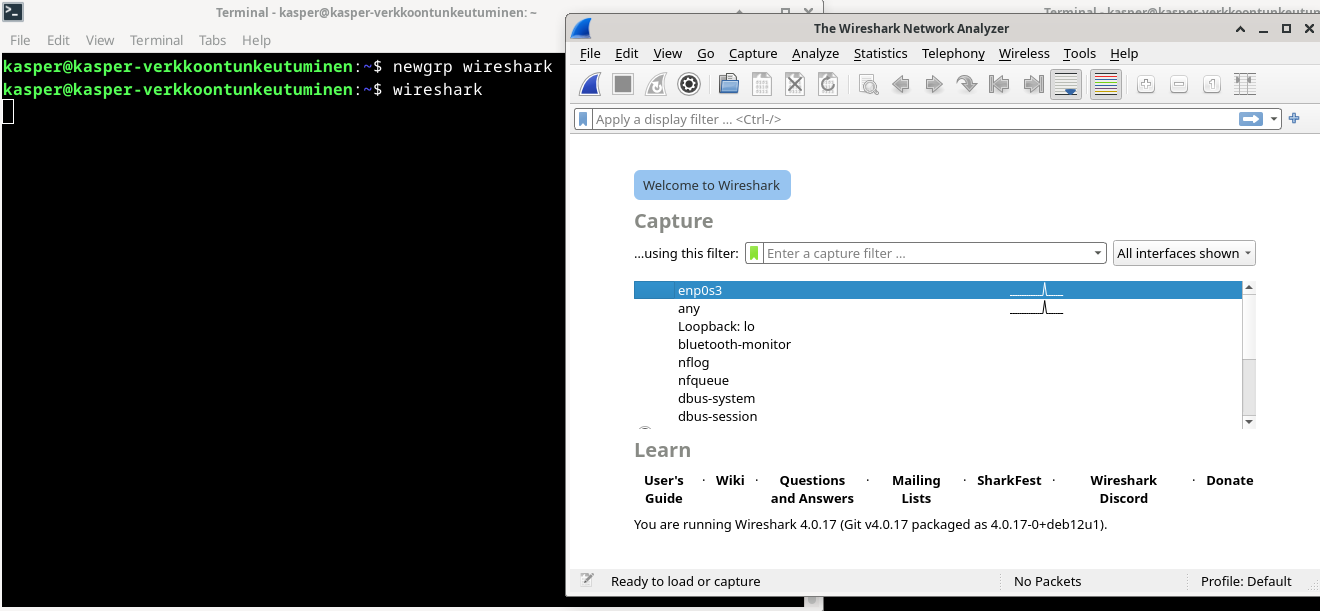 Terminal - kasper@kasper-verkkoontunkeutuminen: ~
File Edit View Terminal Tabs Help
kasper@kasper-verkkoontunkeutuminen:~$ newgrp wireshark
kasper@kasper-verkkoontunkeutuminen:~$ wireshark
Terminal - kasper@kasper-verkkoontunkeutum
The Wireshark Network Analyzer
File Edit View Go Capture Analyze Statistics Telephony Wireless Tools Help
Apply a display filter ... <Ctrl-/>
Welcome to Wireshark
Capture
...using this filter: Enter a capture filter ... All interfaces shown
enp0s3
any
Loopback: lo
bluetooth-monitor
nflog
nfqueue
dbus-system
dbus-session
Learn
User's Guide · Wiki · Questions and Answers · Mailing Lists · SharkFest · Wireshark Discord · Donate
You are running Wireshark 4.0.17 (Git v4.0.17 packaged as 4.0.17-0+deb12u1).
Ready to load or capture No Packets Profile: Default